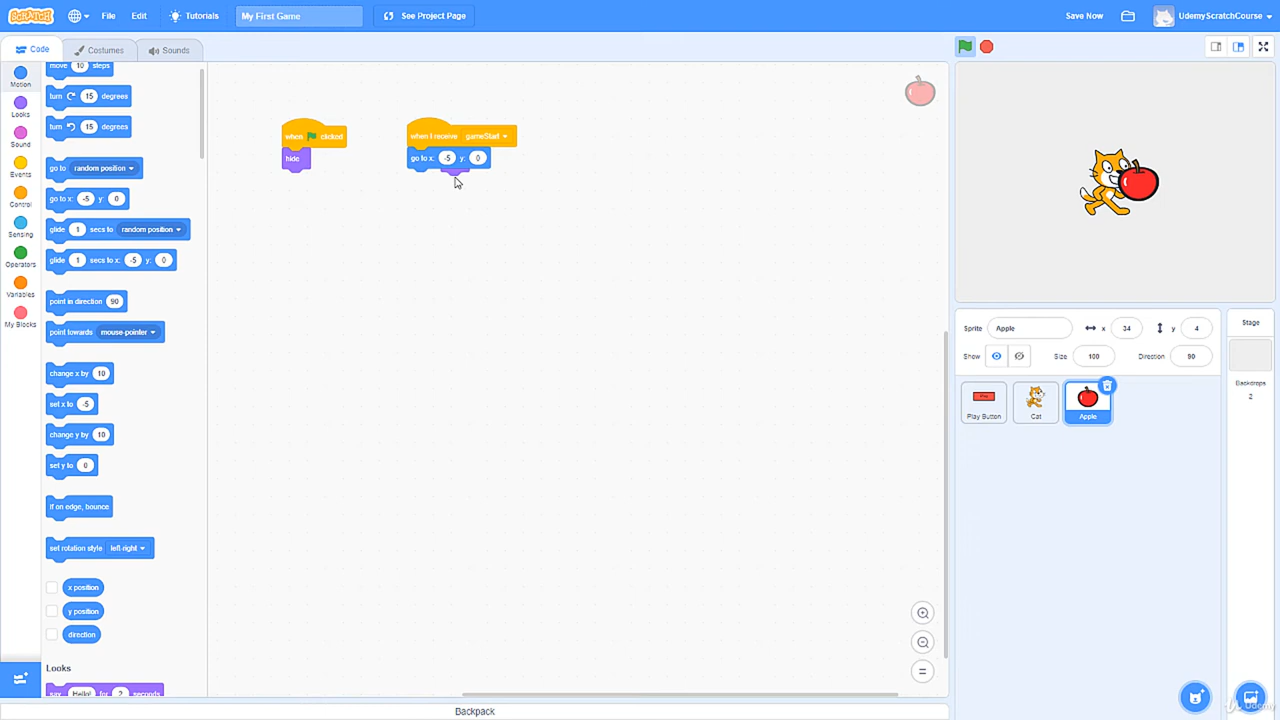 SCRATCH File Edit Tutorials My First Game See Project Page Save Now UdemyScratchCourse
Code Costumes Sounds
Motion
Looks
Sound
Events
Control
Sensing
Operators
Variables
My Blocks
move 10 steps
turn 15 degrees
turn 15 degrees
go to random position
go to x: -5 y: 0
glide 1 secs to random position
glide 1 secs to x: -5 y: 0
point in direction 90
point towards mouse-pointer
change x by 10
set x to -5
change y by 10
set y to 0
if on edge, bounce
set rotation style left-right
x position
y position
direction
Looks
say Hello! for 2 seconds
when clicked
hide
when I receive gameStart
go to x: -5 y: 0
Sprite Apple x 34 y 4
Show Size 100 Direction 90
Play Button
Cat
Apple
Stage
Backdrops
2
Backpack
Udemy